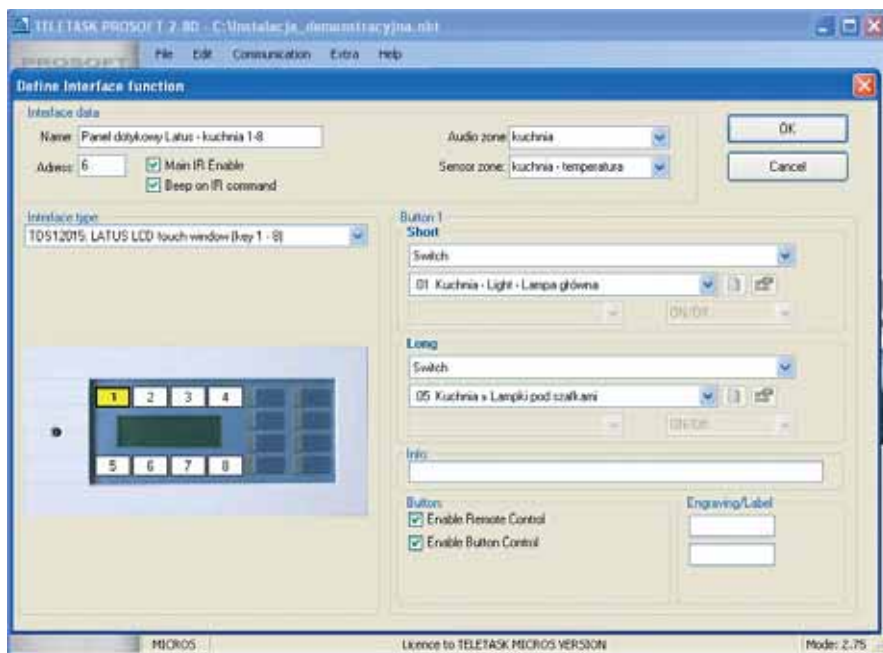 TELETASK PROSOFT 2.8D - C:\Instalacja_demonstracyjna.nbt
PROSOFT
File Edit Communication Extra Help
Define Interface function
Interface data
Name: Panel dotykowy Latus - kuchnia 1-8
Adress: 6
Main IR Enable
Beep on IR command
Audio zone: kuchnia
Sensor zone: kuchnia - temperatura
OK
Cancel
Interface type
TDS12015: LATUS LCD touch window (key 1 - 8)
1 2 3 4
5 6 7 8
Button 1
Short
Switch
01 Kuchnia - Light - Lampa główna
ON/Off
Long
Switch
05 Kuchnia » Lampki pod szafkami
ON/Off
Info:
Button:
Enable Remote Control
Enable Button Control
Engraving/Label
MICROS
Licence to TELETASK MICROS VERSION
Mode: 2.75